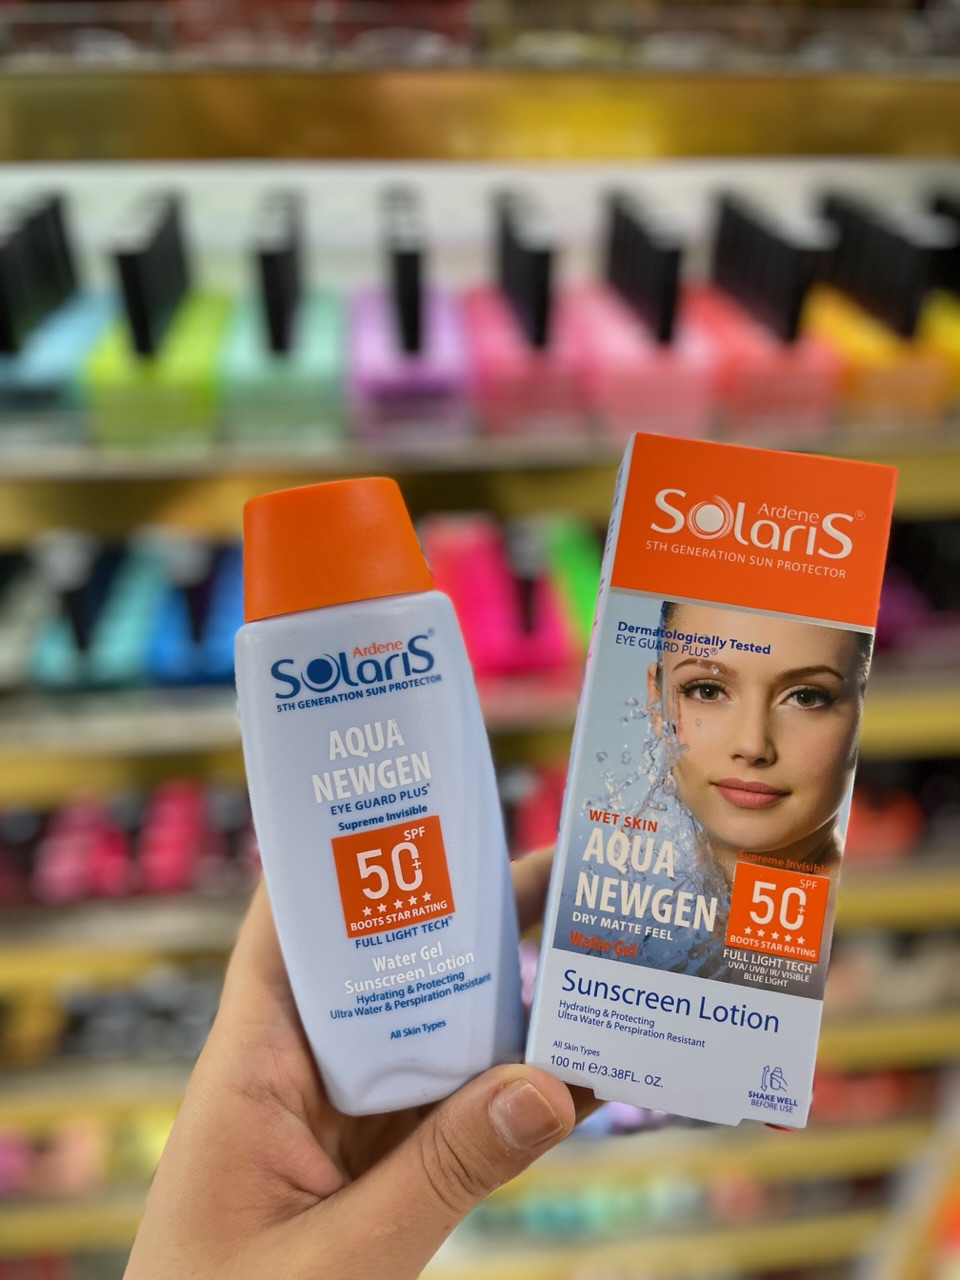 Ardene
SolariS®
5TH GENERATION SUN PROTECTOR
AQUA
NEWGEN
EYE GUARD PLUS®
Supreme Invisible
SPF
50+
BOOTS STAR RATING
FULL LIGHT TECH®
Water Gel
Sunscreen Lotion
Hydrating & Protecting
Ultra Water & Perspiration Resistant
All Skin Types
Ardene
SolariS®
5TH GENERATION SUN PROTECTOR
Dermatologically Tested
EYE GUARD PLUS®
WET SKIN
AQUA
NEWGEN
DRY MATTE FEEL
Water Gel
Supreme Invisible
SPF
50+
BOOTS STAR RATING
FULL LIGHT TECH®
UVA/ UVB/ IR/ VISIBLE
BLUE LIGHT
Sunscreen Lotion
Hydrating & Protecting
Ultra Water & Perspiration Resistant
All Skin Types
100 ml ℮/3.38FL. OZ.
SHAKE WELL
BEFORE USE